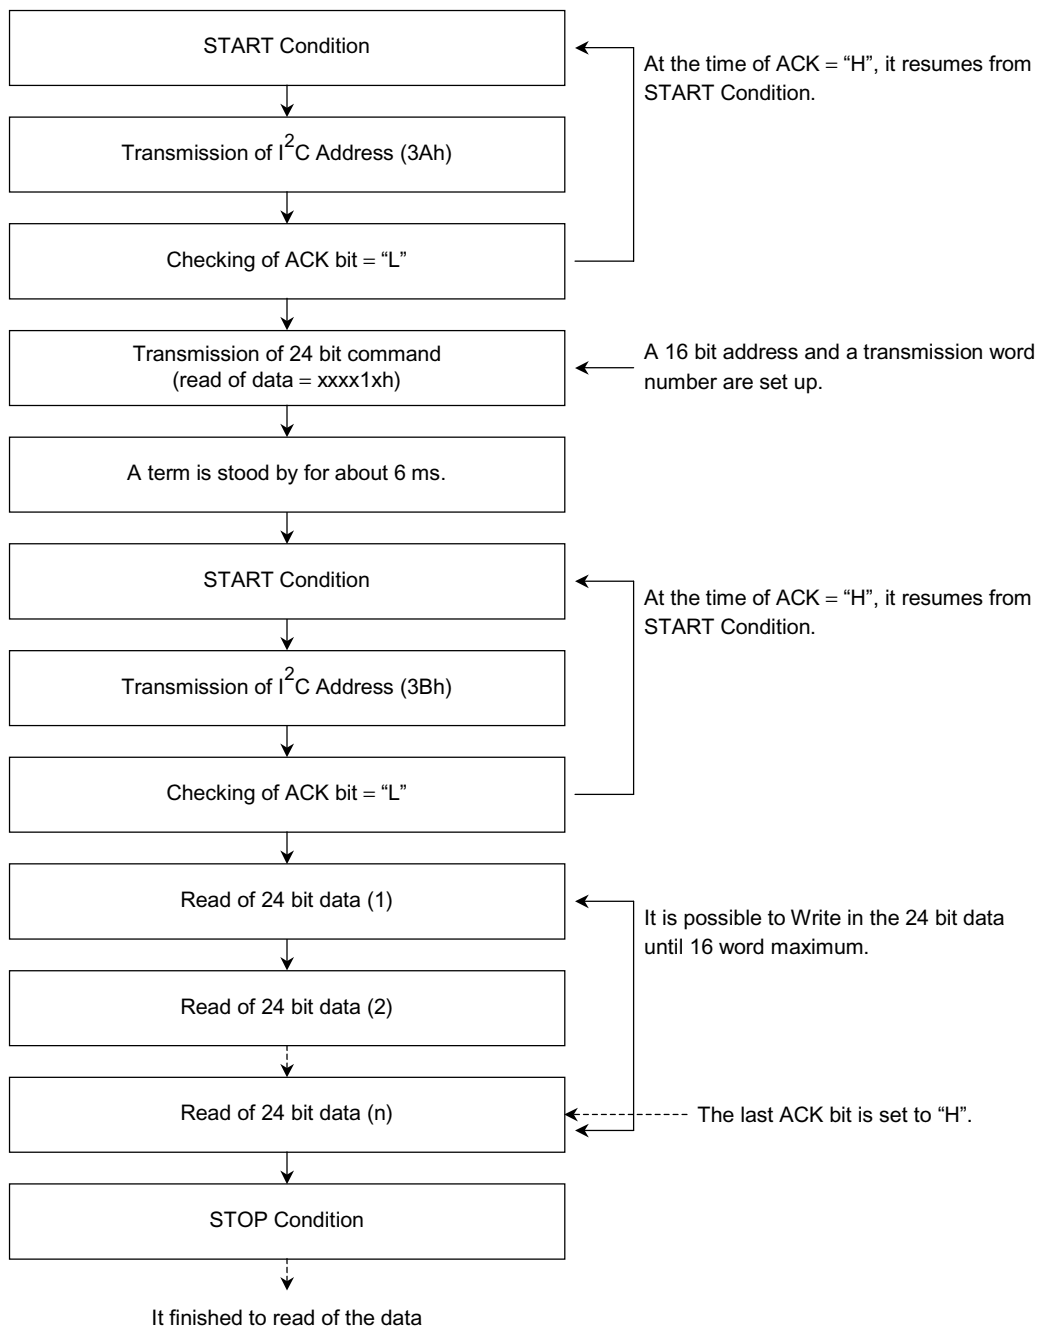 START Condition
At the time of ACK = “H”, it resumes from
START Condition.
Transmission of I²C Address (3Ah)
Checking of ACK bit = “L”
Transmission of 24 bit command
(read of data = xxxx1xh)
A 16 bit address and a transmission word
number are set up.
A term is stood by for about 6 ms.
START Condition
At the time of ACK = “H”, it resumes from
START Condition.
Transmission of I²C Address (3Bh)
Checking of ACK bit = “L”
Read of 24 bit data (1)
It is possible to Write in the 24 bit data
until 16 word maximum.
Read of 24 bit data (2)
Read of 24 bit data (n)
The last ACK bit is set to “H”.
STOP Condition
It finished to read of the data